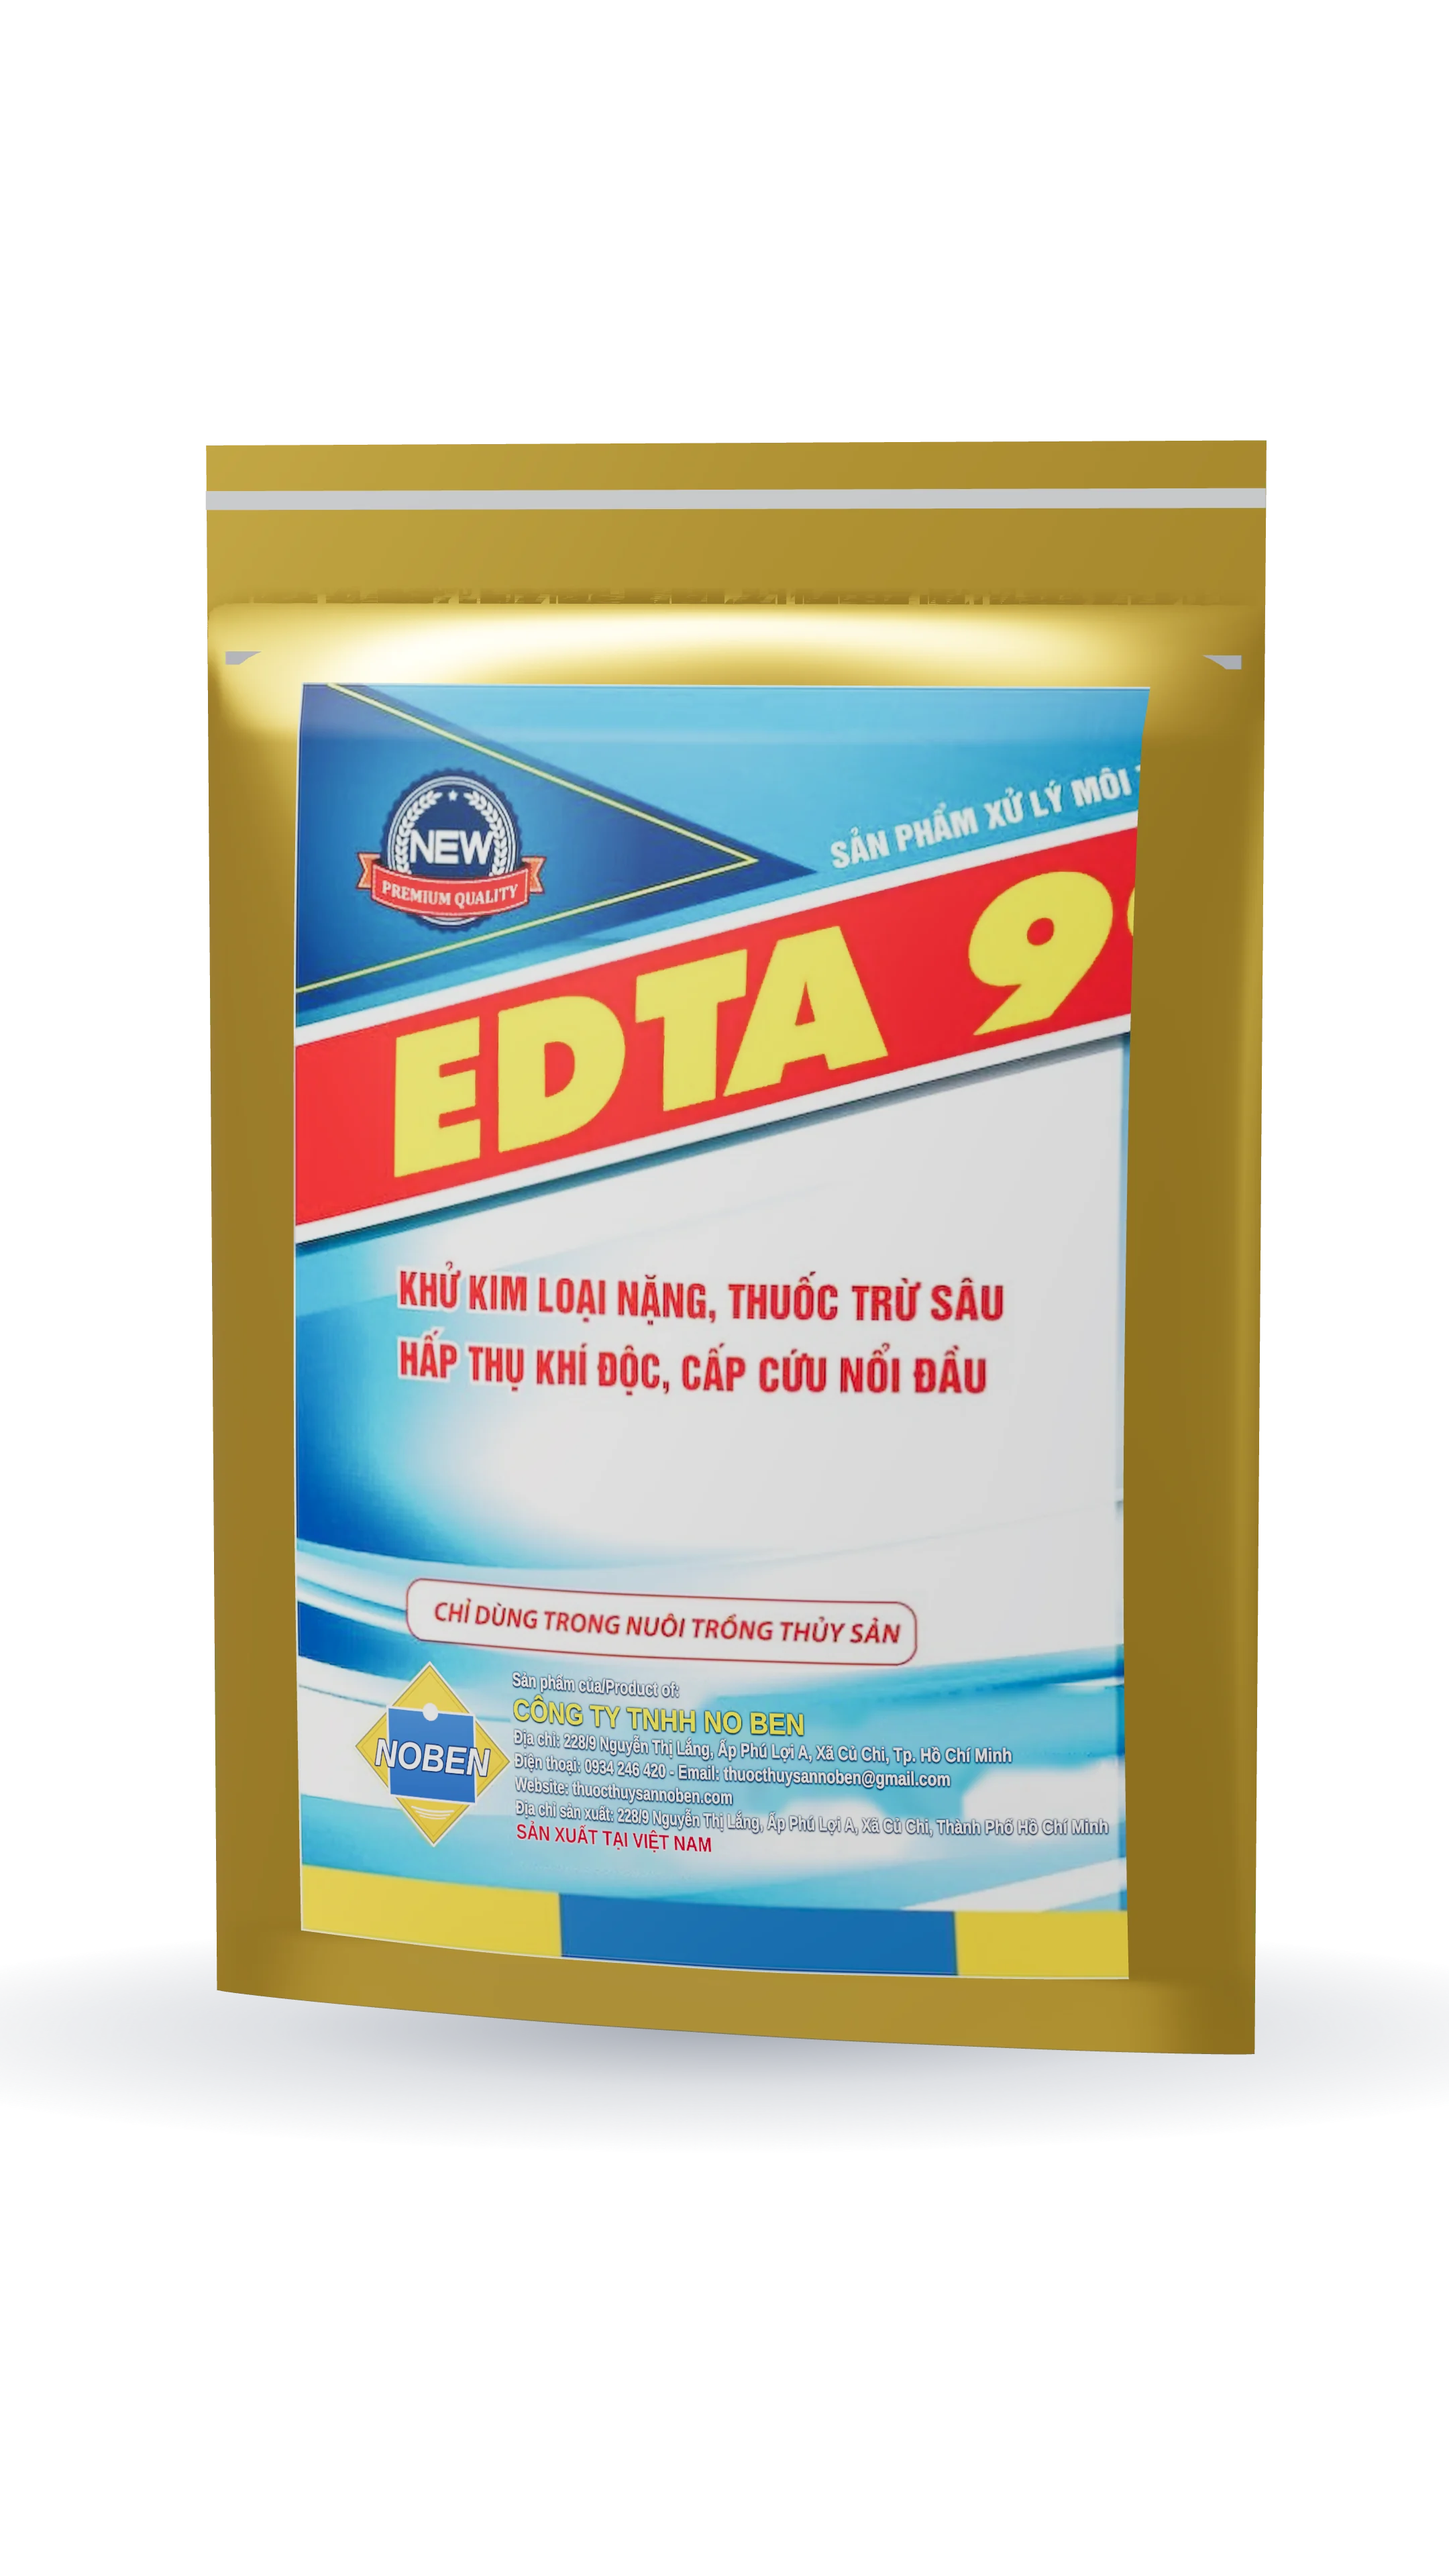 NEW
PREMIUM QUALITY
SẢN PHẨM XỬ LÝ MÔI
EDTA 9
KHỬ KIM LOẠI NẶNG, THUỐC TRỪ SÂU
HẤP THỤ KHÍ ĐỘC, CẤP CỨU NỔI ĐẦU
CHỈ DÙNG TRONG NUÔI TRỒNG THỦY SẢN
NOBEN
Sản phẩm của/Product of:
CÔNG TY TNHH NO BEN
Địa chỉ: 228/9 Nguyễn Thị Lắng, Ấp Phú Lợi A, Xã Củ Chi, Tp. Hồ Chí Minh
Điện thoại: 0934 246 420 - Email: thuocthuysannoben@gmail.com
Website: thuocthuysannoben.com
Địa chỉ sản xuất: 228/9 Nguyễn Thị Lắng, Ấp Phú Lợi A, Xã Củ Chi, Thành Phố Hồ Chí Minh
SẢN XUẤT TẠI VIỆT NAM